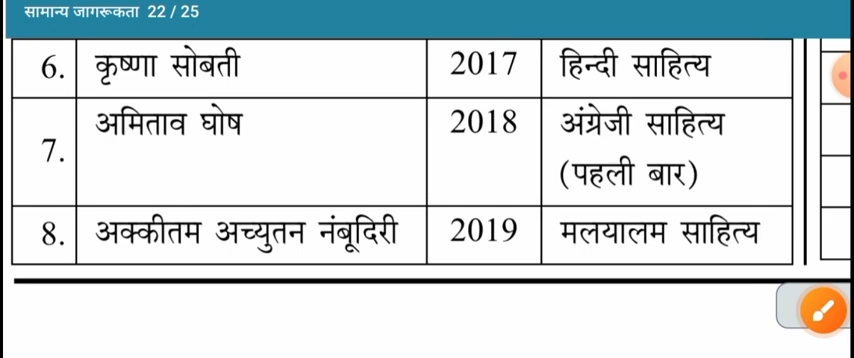 सामान्य जागरूकता 22 / 25
6. कृष्णा सोबती 2017 हिन्दी साहित्य
7. अमिताव घोष 2018 अंग्रेजी साहित्य
(पहली बार)
8. अक्कीतम अच्युतन नंबूदिरी 2019 मलयालम साहित्य